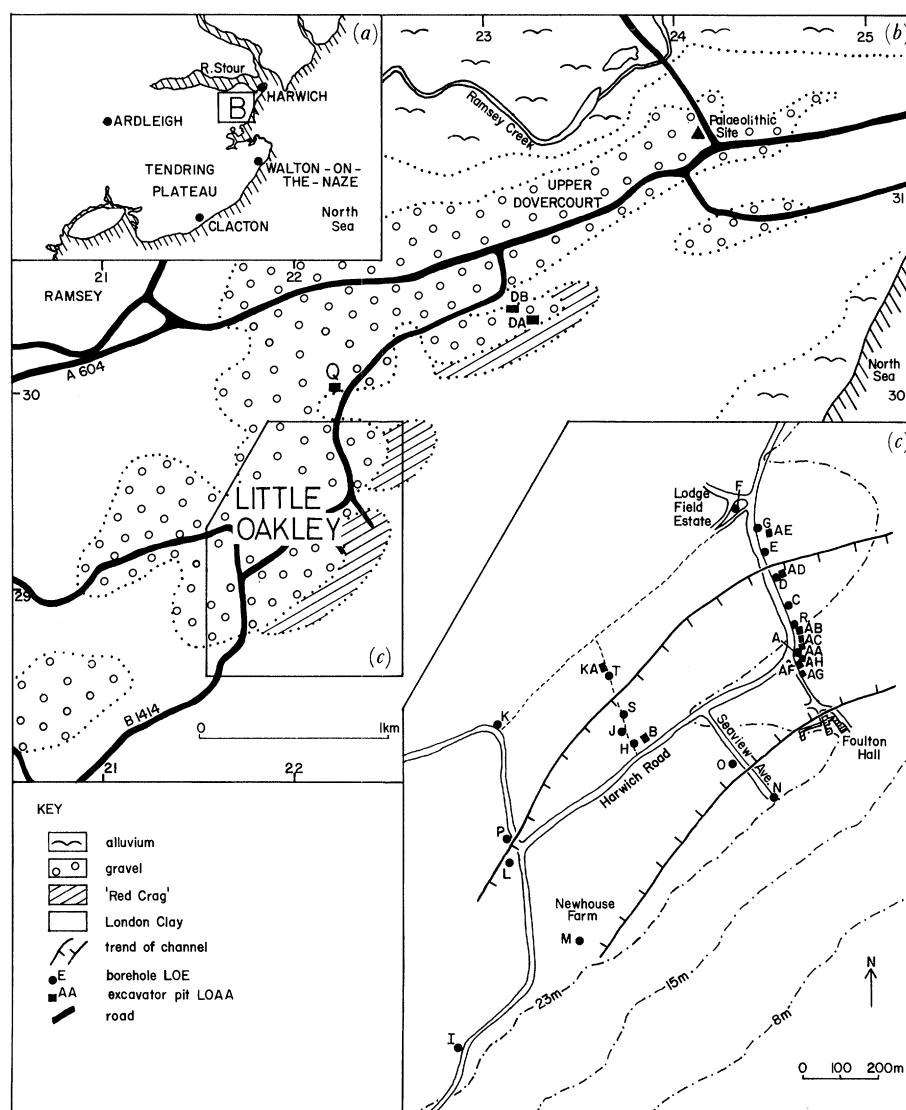 (a)
R. Stour
HARWICH
B
ARDLEIGH
TENDRING
PLATEAU
WALTON-ON-
THE-NAZE
CLACTON
North
Sea
23
24
25
(b)
Ramsey Creek
Palaeolithic
Site
UPPER
DOVERCOURT
31
31
21
22
RAMSEY
DB
DA
A 604
Q
North
Sea
30
30
LITTLE
OAKLEY
29
(c)
B1414
0
1km
21
22
KEY
alluvium
gravel
'Red Crag'
London Clay
trend of channel
E
borehole LOE
AA
excavator pit LOAA
road
(c)
F
Lodge
Field
Estate
G
AE
E
AD
D
C
R
AB
AC
A
AA
AH
AF
AG
KA
T
S
K
J
B
H
Harwich Road
Seaview Ave.
Foulton
Hall
O
N
P
L
Newhouse
Farm
M
23m
15m
8m
I
N
0
100
200m